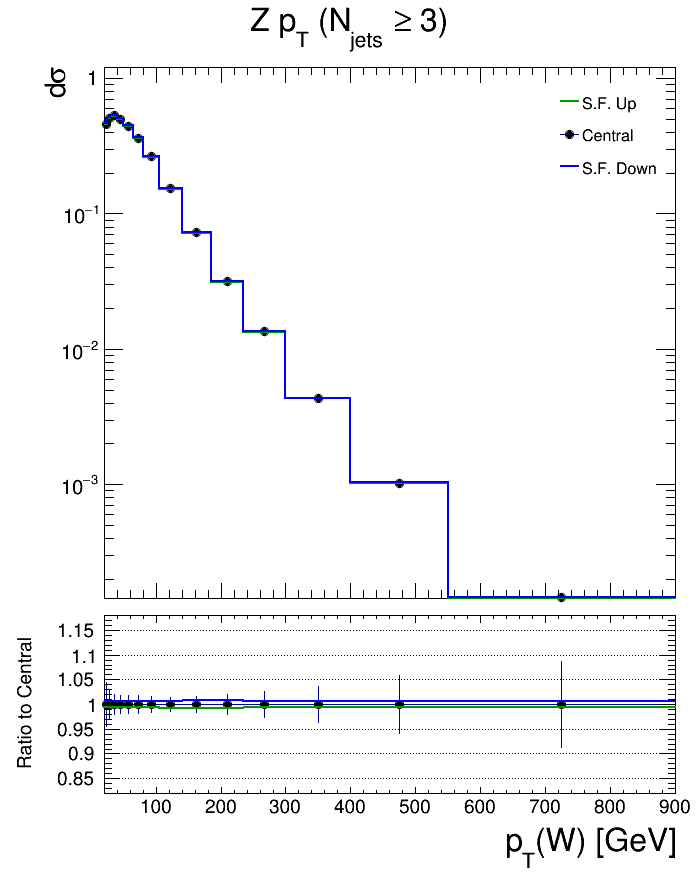 Z p_T (N_jets ≥ 3)
dσ
1
10⁻¹
10⁻²
10⁻³
S.F. Up
Central
S.F. Down
Ratio to Central
1.15
1.1
1.05
1
0.95
0.9
0.85
100 200 300 400 500 600 700 800 900
p_T(W) [GeV]